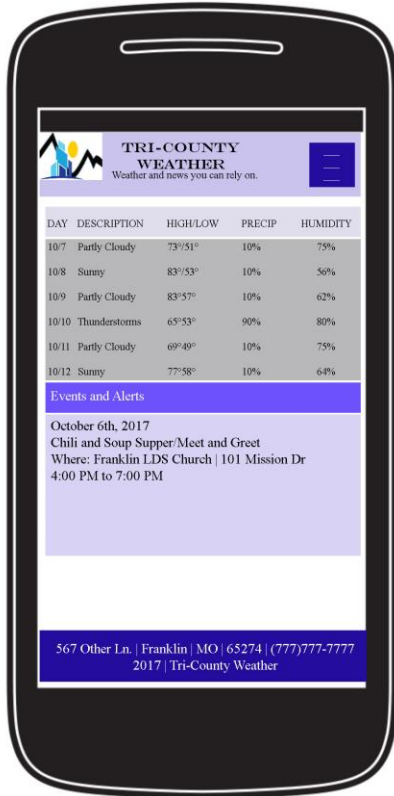 TRI-COUNTY
WEATHER
Weather and news you can rely on.
DAY DESCRIPTION HIGH/LOW PRECIP HUMIDITY
10/7 Partly Cloudy 73°/51° 10% 75%
10/8 Sunny 83°/53° 10% 56%
10/9 Partly Cloudy 83°57° 10% 62%
10/10 Thunderstorms 65°53° 90% 80%
10/11 Partly Cloudy 69°49° 10% 75%
10/12 Sunny 77°58° 10% 64%
Events and Alerts
October 6th, 2017
Chili and Soup Supper/Meet and Greet
Where: Franklin LDS Church | 101 Mission Dr
4:00 PM to 7:00 PM
567 Other Ln. | Franklin | MO | 65274 | (777)777-7777
2017 | Tri-County Weather